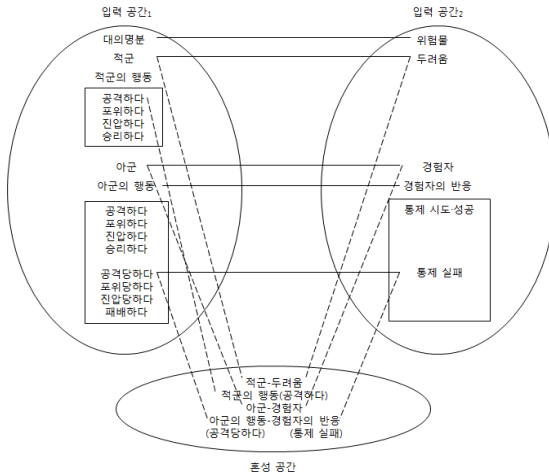 입력 공간₁ 입력 공간₂
대의명분 위험물
적군 두려움
적군의 행동
공격하다
포위하다
진압하다
승리하다
아군 경험자
아군의 행동 경험자의 반응
공격하다 통제 시도·성공
포위하다
진압하다
승리하다
공격당하다 통제 실패
포위당하다
진압당하다
패배하다
적군-두려움
적군의 행동(공격하다)
아군-경험자
아군의 행동-경험자의 반응
(공격당하다) (통제 실패)
혼성 공간